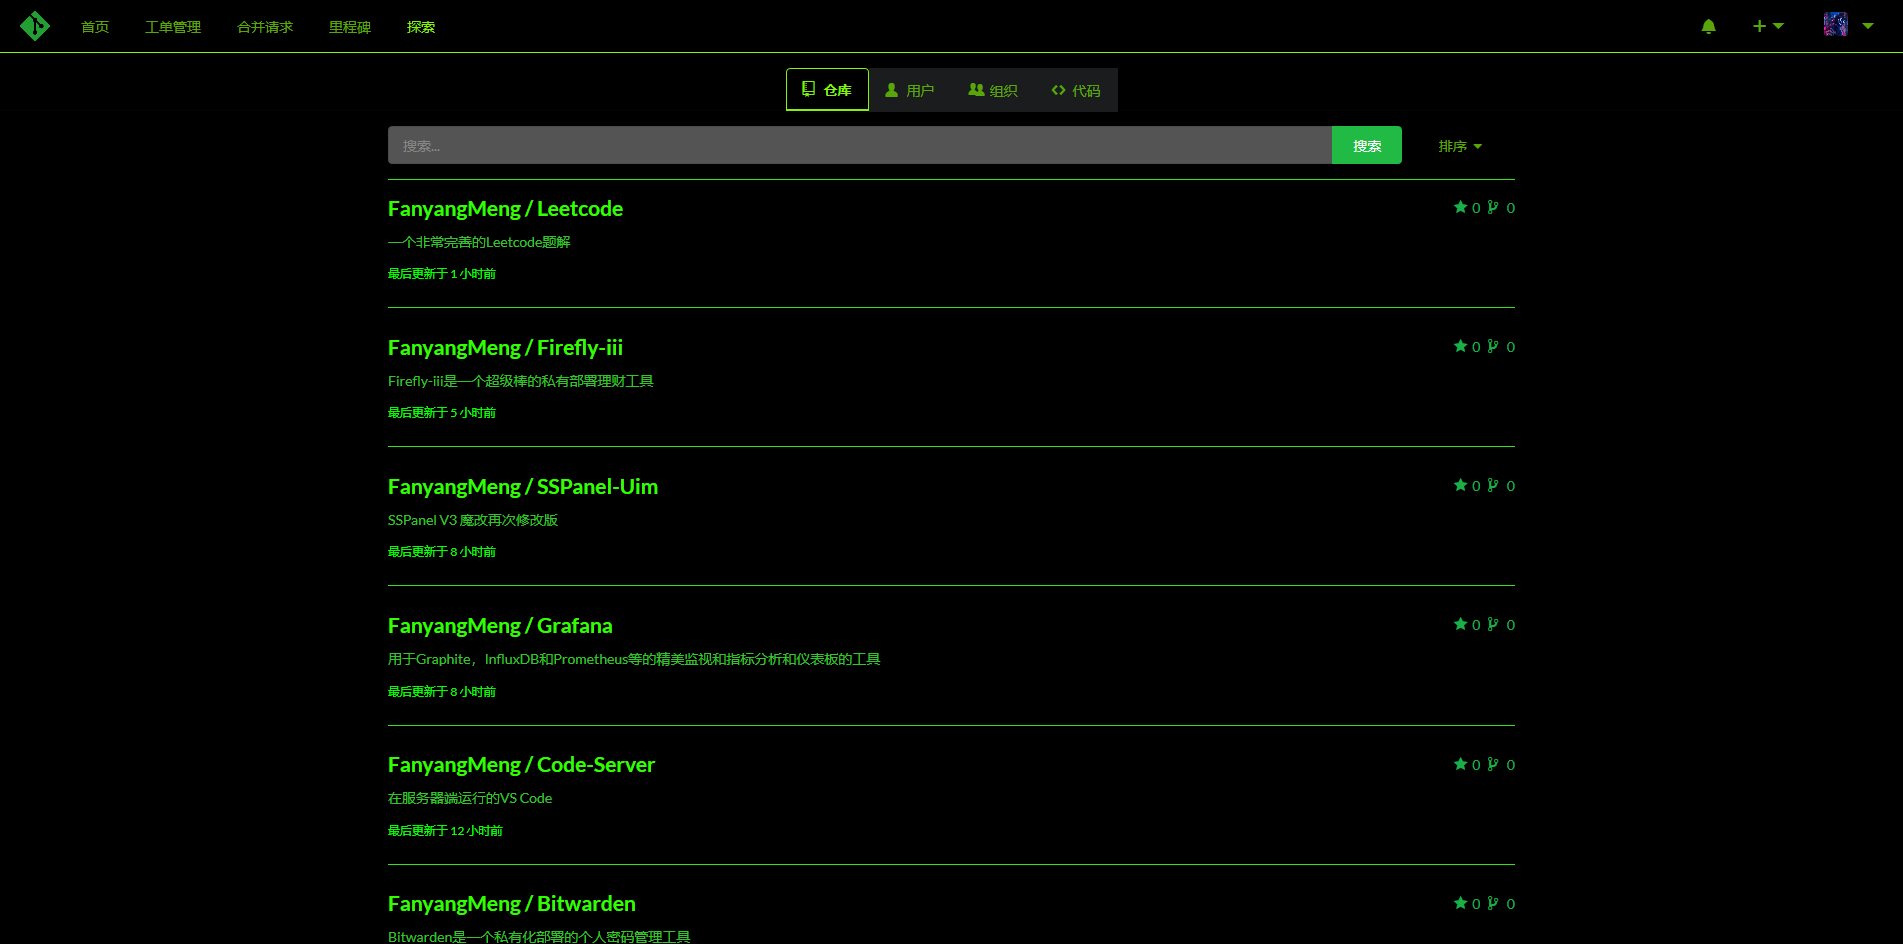 首页 工单管理 合并请求 里程碑 探索
仓库 用户 组织 代码
搜索... 搜索 排序
FanyangMeng / Leetcode 0 0
一个非常完善的Leetcode题解
最后更新于 1 小时前
FanyangMeng / Firefly-iii 0 0
Firefly-iii是一个超级棒的私有部署理财工具
最后更新于 5 小时前
FanyangMeng / SSPanel-Uim 0 0
SSPanel V3 魔改再次修改版
最后更新于 8 小时前
FanyangMeng / Grafana 0 0
用于Graphite，InfluxDB和Prometheus等的精美监视和指标分析和仪表板的工具
最后更新于 8 小时前
FanyangMeng / Code-Server 0 0
在服务器端运行的VS Code
最后更新于 12 小时前
FanyangMeng / Bitwarden 0 0
Bitwarden是一个私有化部署的个人密码管理工具